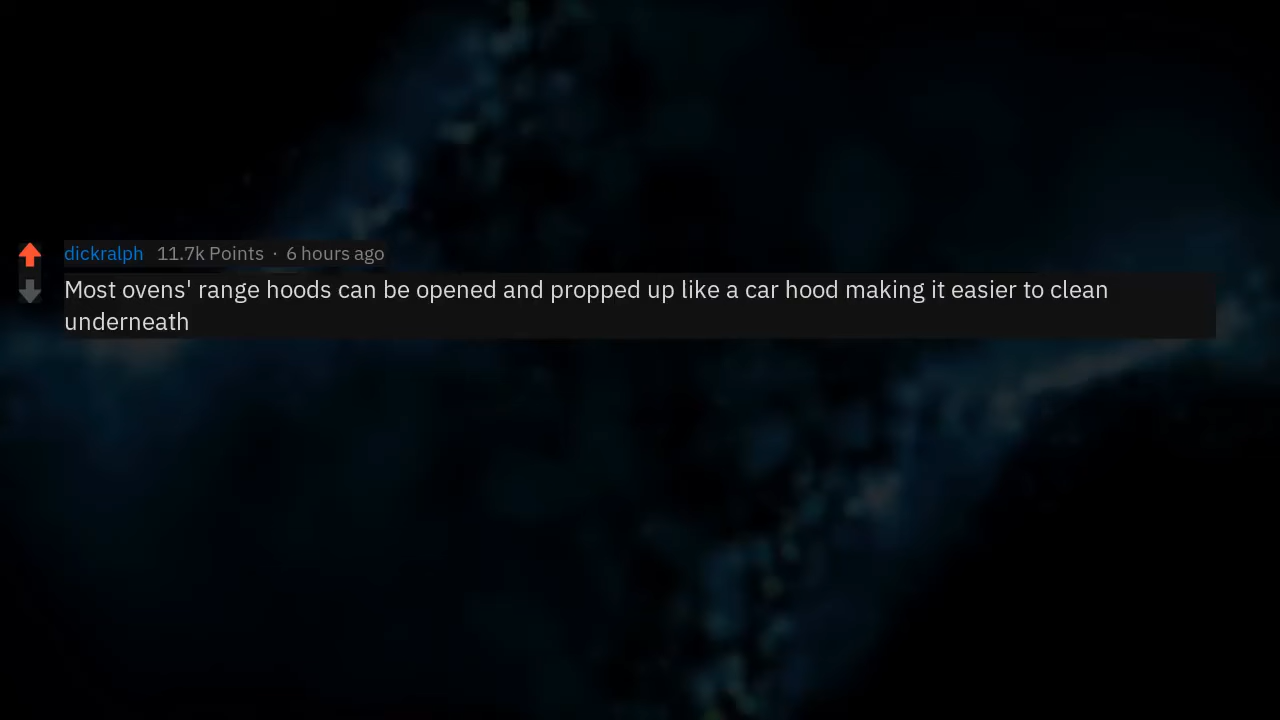 dickralph 11.7k Points · 6 hours ago
Most ovens' range hoods can be opened and propped up like a car hood making it easier to clean
underneath